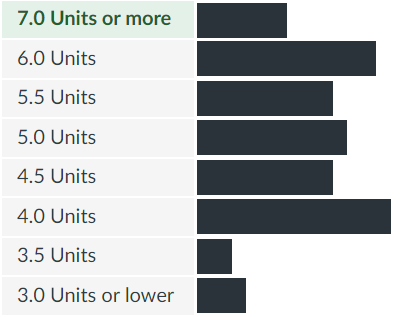 7.0 Units or more
6.0 Units
5.5 Units
5.0 Units
4.5 Units
4.0 Units
3.5 Units
3.0 Units or lower